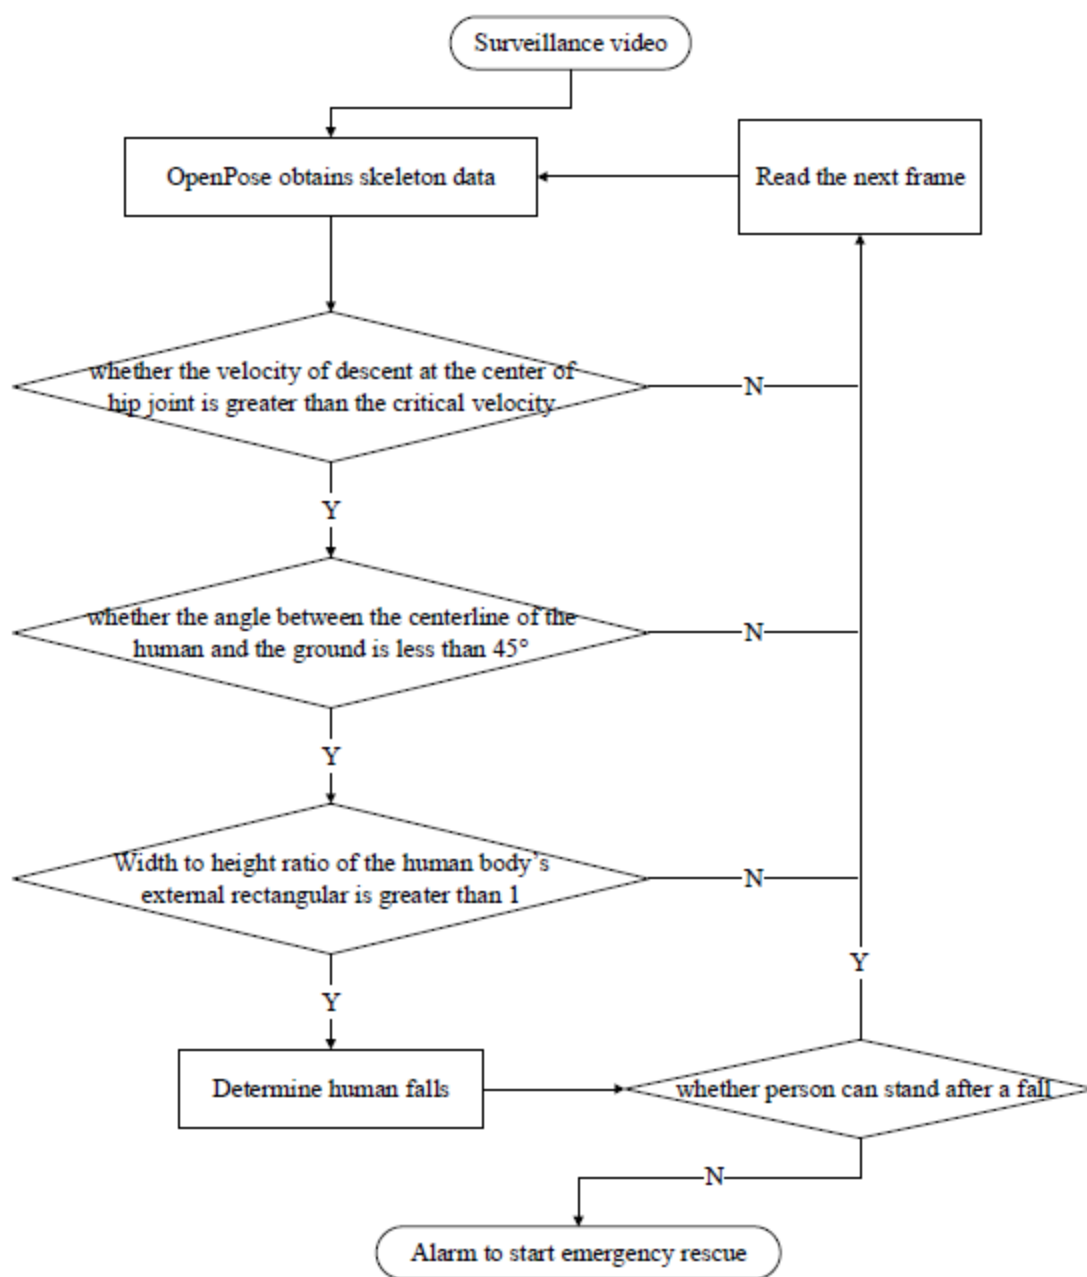 Surveillance video
OpenPose obtains skeleton data
Read the next frame
whether the velocity of descent at the center of
hip joint is greater than the critical velocity
N
Y
whether the angle between the centerline of the
human and the ground is less than 45°
N
Y
Width to height ratio of the human body’s
external rectangular is greater than 1
N
Y
Y
Determine human falls
whether person can stand after a fall
N
Alarm to start emergency rescue